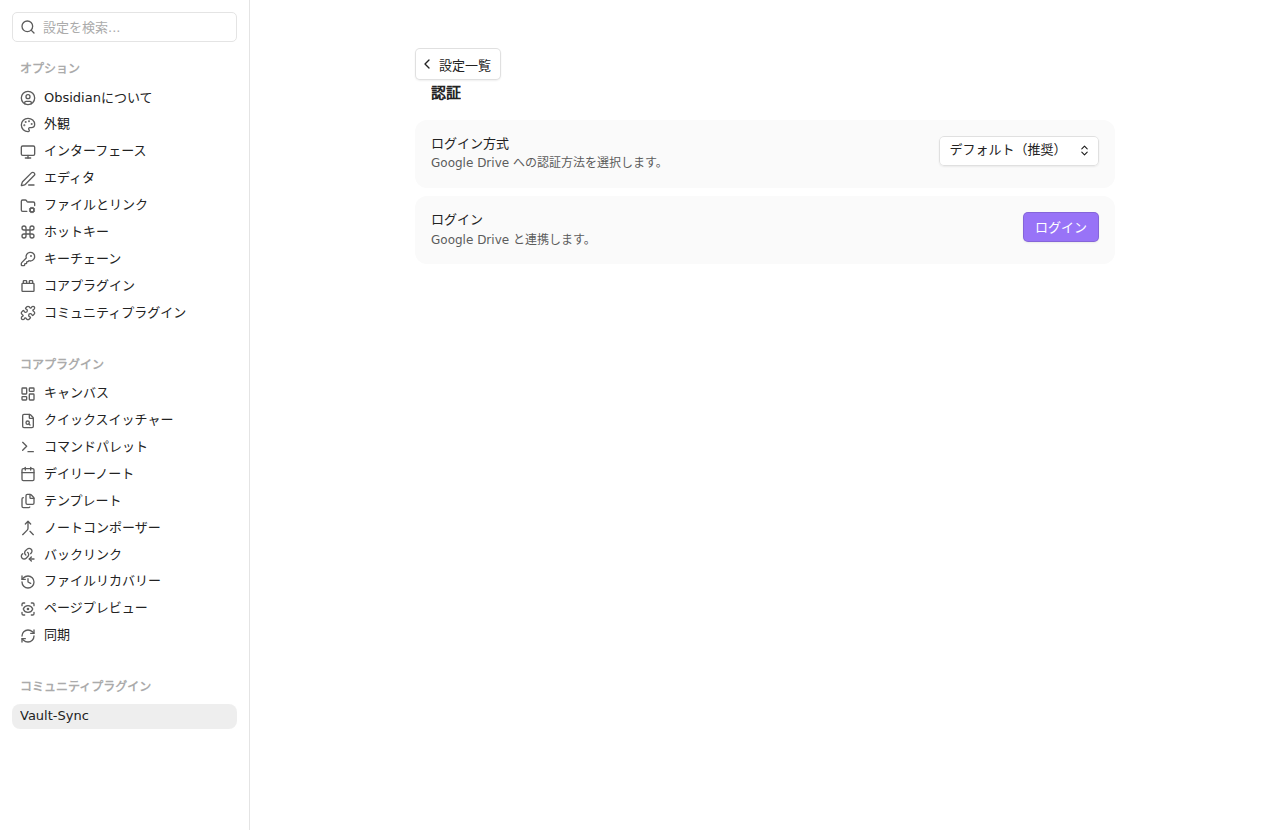 設定を検索...
オプション
Obsidianについて
外観
インターフェース
エディタ
ファイルとリンク
ホットキー
キーチェーン
コアプラグイン
コミュニティプラグイン
コアプラグイン
キャンバス
クイックスイッチャー
コマンドパレット
デイリーノート
テンプレート
ノートコンポーザー
バックリンク
ファイルリカバリー
ページプレビュー
同期
コミュニティプラグイン
Vault-Sync
設定一覧
認証
ログイン方式
Google Drive への認証方法を選択します。
デフォルト（推奨）
ログイン
Google Drive と連携します。
ログイン